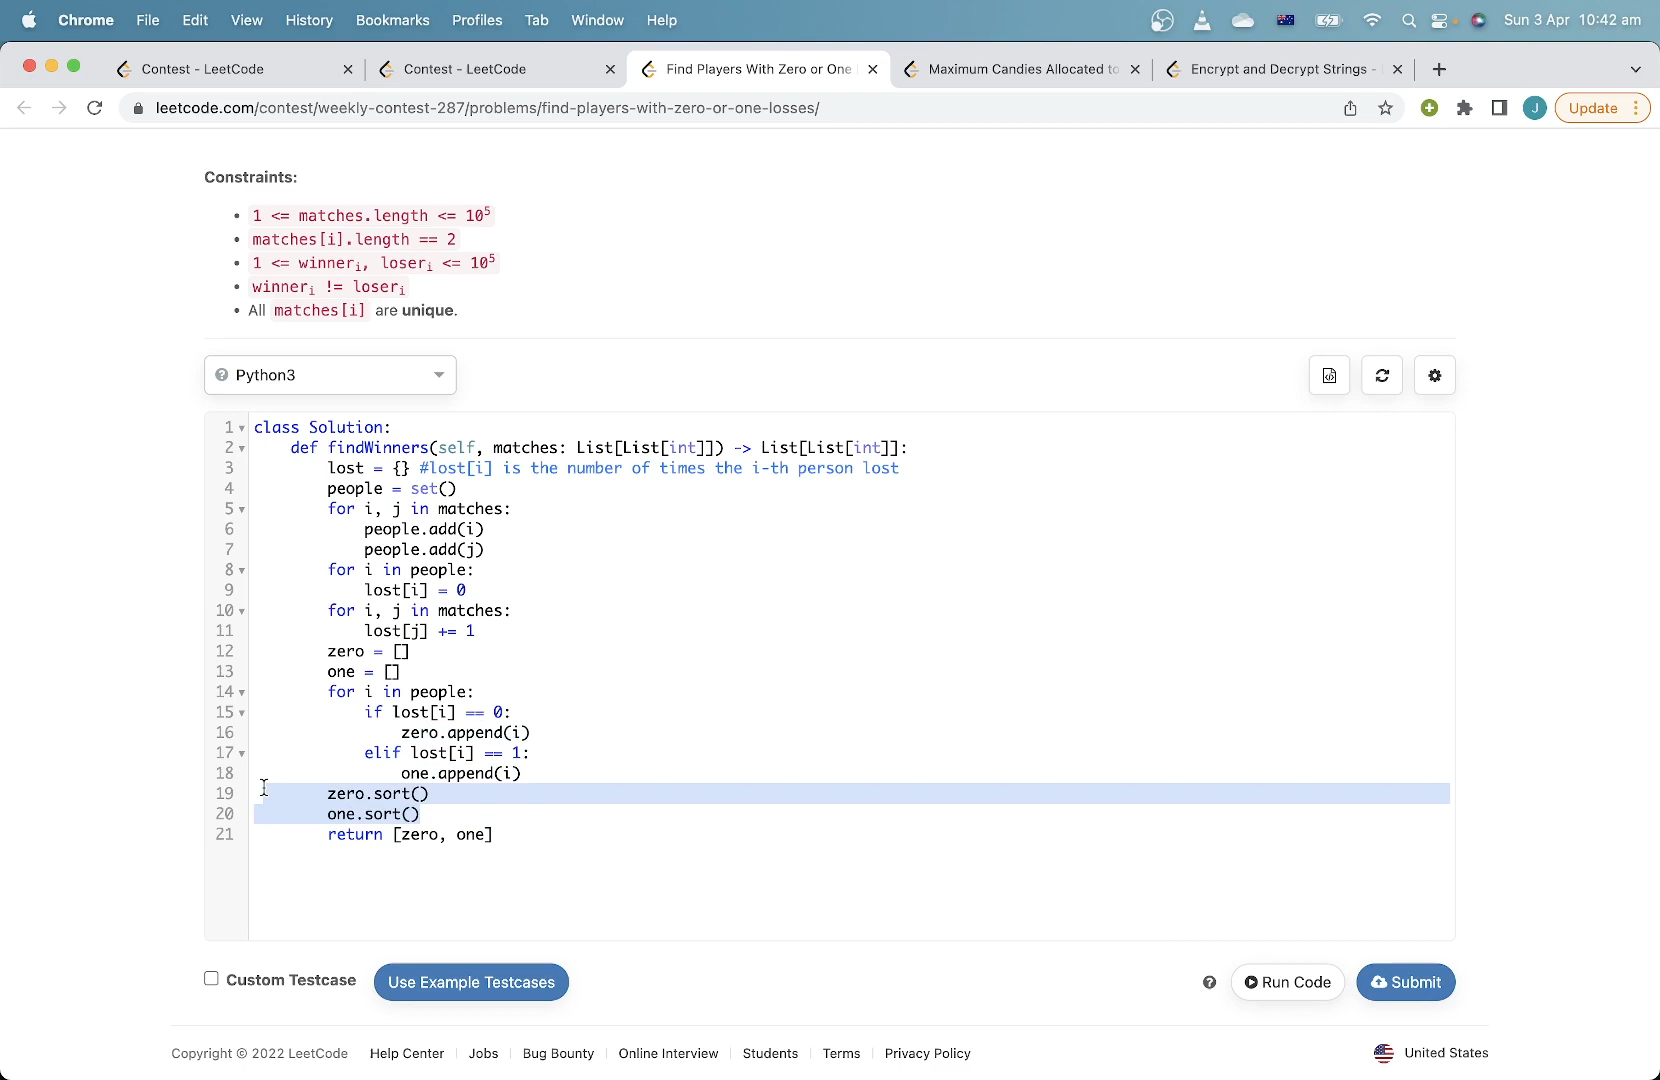 Chrome File Edit View History Bookmarks Profiles Tab Window Help Sun 3 Apr 10:42 am
Contest - LeetCode Contest - LeetCode Find Players With Zero or One Maximum Candies Allocated to Encrypt and Decrypt Strings -
leetcode.com/contest/weekly-contest-287/problems/find-players-with-zero-or-one-losses/ J Update
Constraints:
• 1 <= matches.length <= 10⁵
• matches[i].length == 2
• 1 <= winnerᵢ, loserᵢ <= 10⁵
• winnerᵢ != loserᵢ
• All matches[i] are unique.
Python3
1 class Solution:
2     def findWinners(self, matches: List[List[int]]) -> List[List[int]]:
3         lost = {} #lost[i] is the number of times the i-th person lost
4         people = set()
5         for i, j in matches:
6             people.add(i)
7             people.add(j)
8         for i in people:
9             lost[i] = 0
10         for i, j in matches:
11             lost[j] += 1
12         zero = []
13         one = []
14         for i in people:
15             if lost[i] == 0:
16                 zero.append(i)
17             elif lost[i] == 1:
18                 one.append(i)
19         zero.sort()
20         one.sort()
21         return [zero, one]
Custom Testcase Use Example Testcases Run Code Submit
Copyright © 2022 LeetCode Help Center Jobs Bug Bounty Online Interview Students Terms Privacy Policy United States